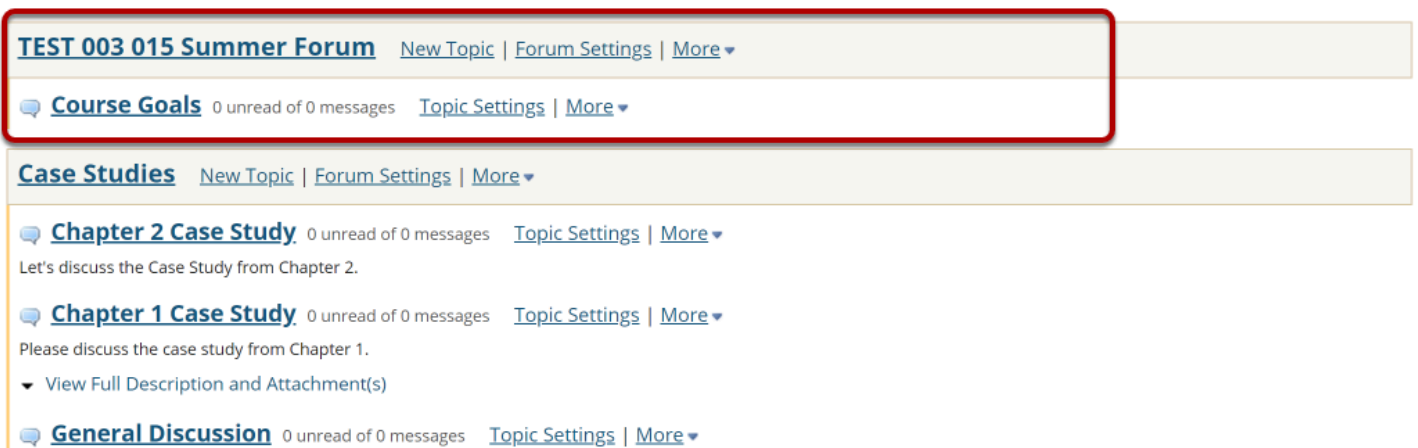 TEST 003 015 Summer Forum New Topic | Forum Settings | More
Course Goals 0 unread of 0 messages Topic Settings | More
Case Studies New Topic | Forum Settings | More
Chapter 2 Case Study 0 unread of 0 messages Topic Settings | More
Let's discuss the Case Study from Chapter 2.
Chapter 1 Case Study 0 unread of 0 messages Topic Settings | More
Please discuss the case study from Chapter 1.
View Full Description and Attachment(s)
General Discussion 0 unread of 0 messages Topic Settings | More